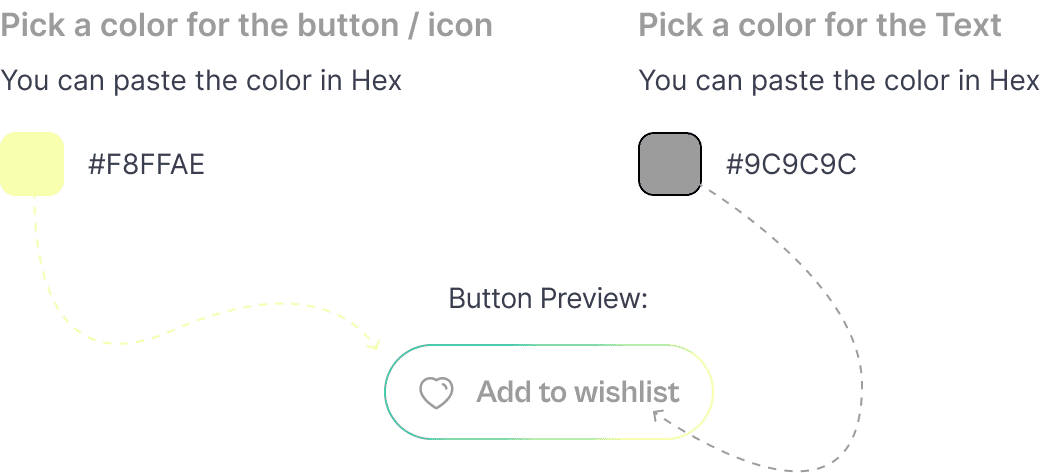 Pick a color for the button / icon
You can paste the color in Hex
#F8FFAE
Pick a color for the Text
You can paste the color in Hex
#9C9C9C
Button Preview:
Add to wishlist